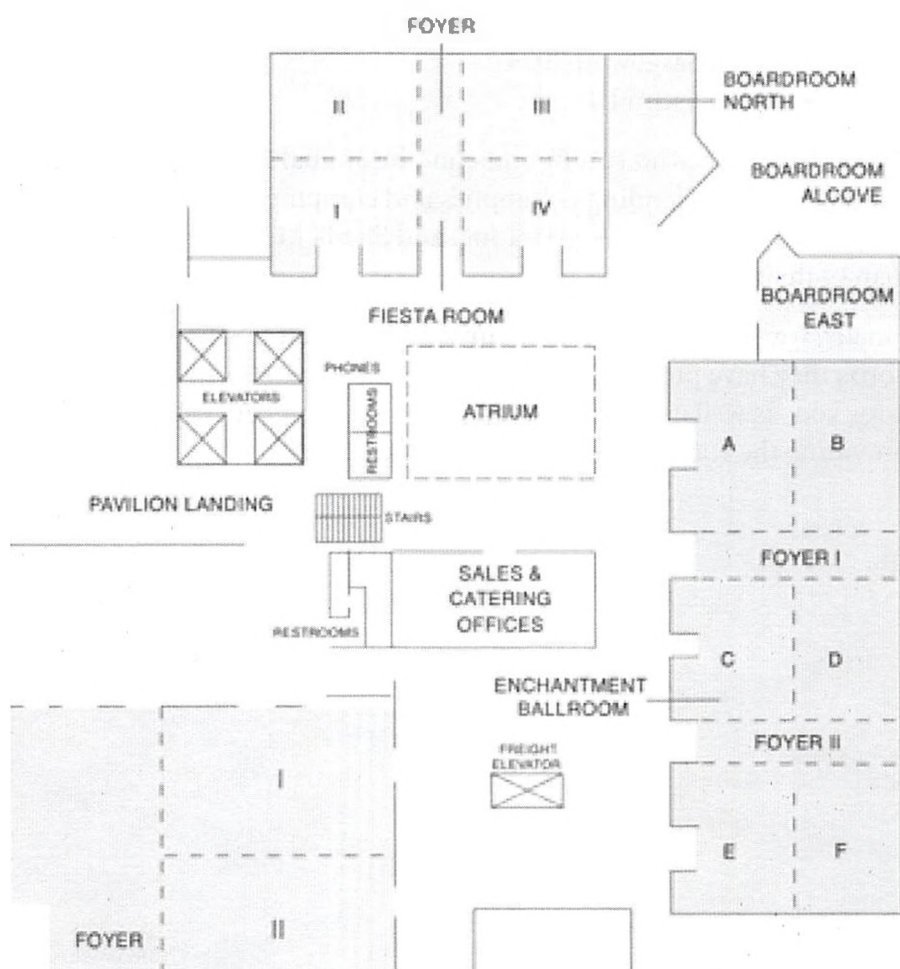 FOYER
II
III
BOARDROOM
NORTH
BOARDROOM
ALCOVE
I
IV
BOARDROOM
EAST
FIESTA ROOM
PHONES
ELEVATORS
RESTROOMS
RESTROOMS
ATRIUM
A
B
PAVILION LANDING
STAIRS
FOYER I
SALES &
CATERING
OFFICES
RESTROOMS
C
D
ENCHANTMENT
BALLROOM
FOYER II
FREIGHT
ELEVATOR
I
E
F
FOYER
II